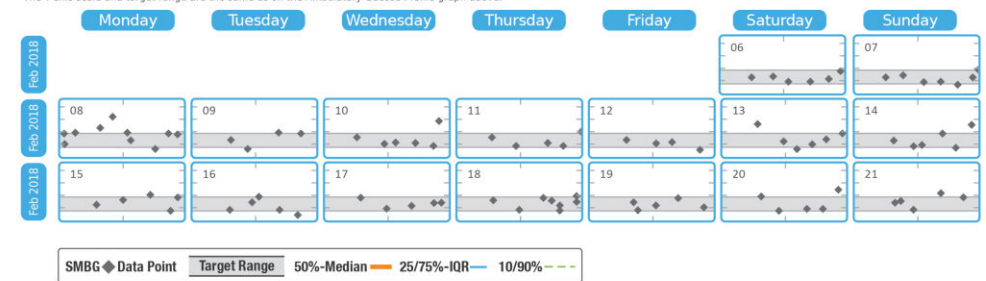 Monday Tuesday Wednesday Thursday Friday Saturday Sunday
Feb 2018 06 07
Feb 2018 08 09 10 11 12 13 14
Feb 2018 15 16 17 18 19 20 21
SMBG Data Point Target Range 50%-Median 25/75%-IQR 10/90%